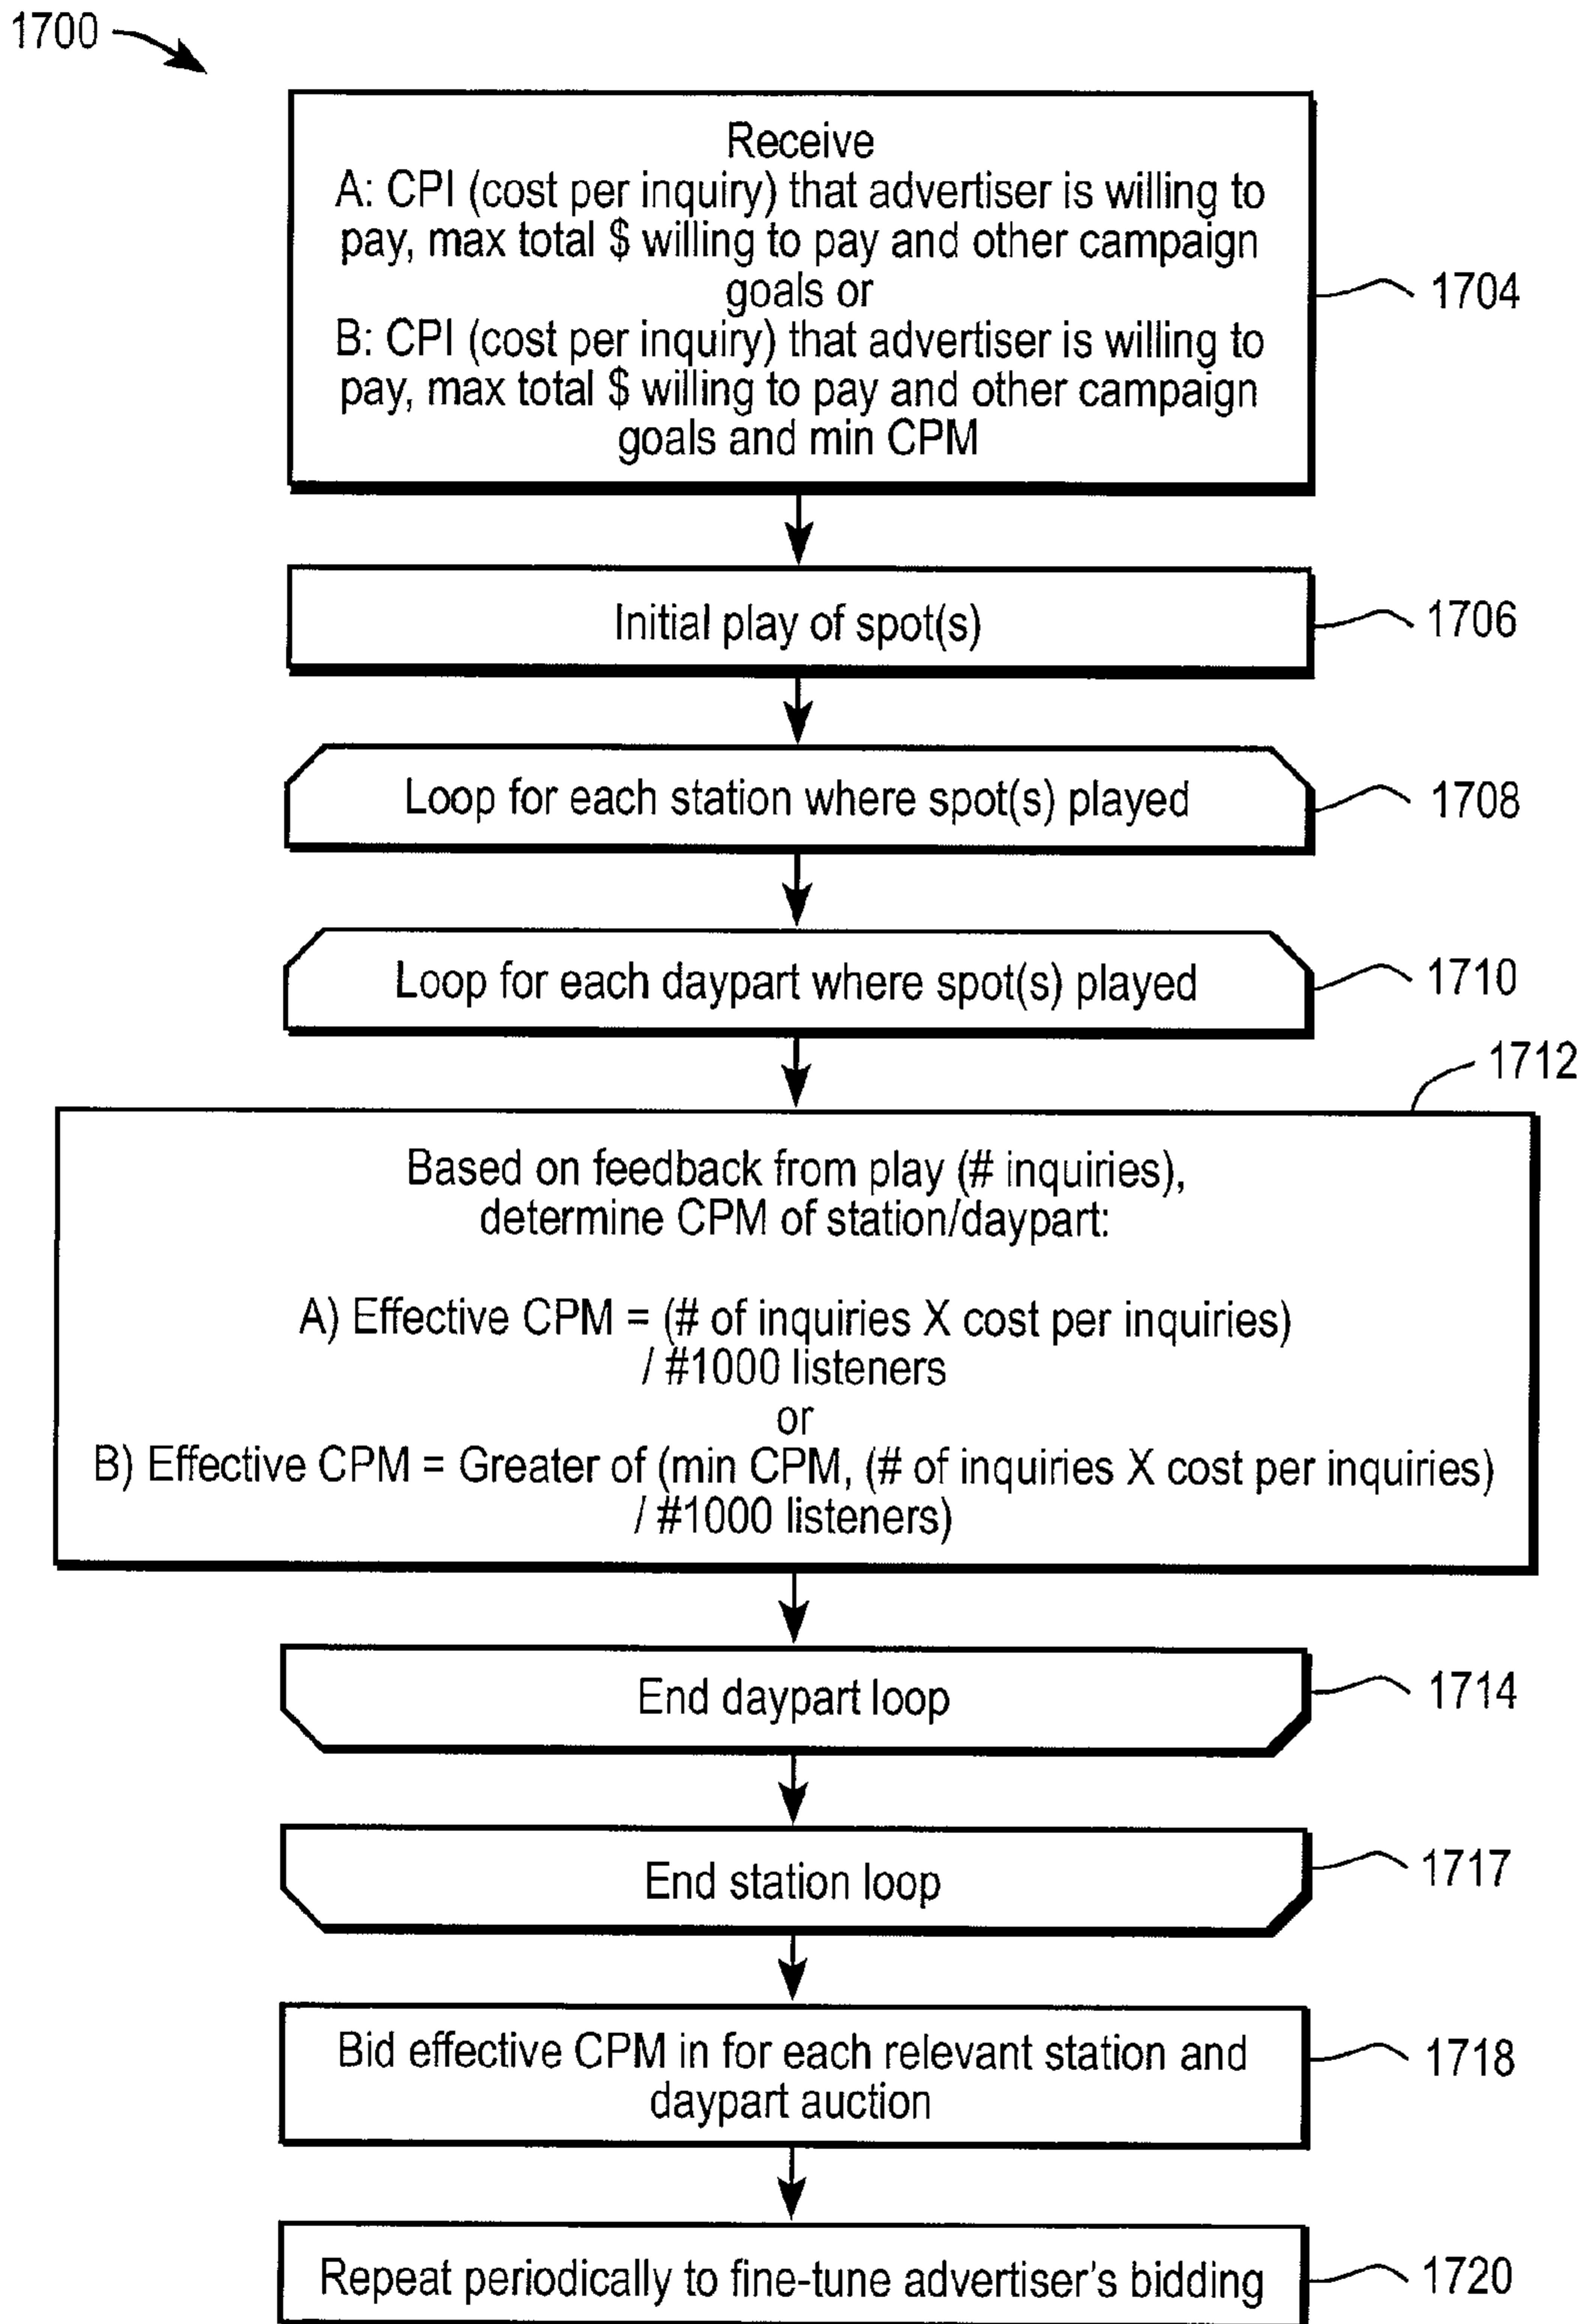 1700
Receive
A: CPI (cost per inquiry) that advertiser is willing to
pay, max total $ willing to pay and other campaign
goals or
B: CPI (cost per inquiry) that advertiser is willing to
pay, max total $ willing to pay and other campaign
goals and min CPM
1704
Initial play of spot(s)
1706
Loop for each station where spot(s) played
1708
Loop for each daypart where spot(s) played
1710
1712
Based on feedback from play (# inquiries),
determine CPM of station/daypart:
A) Effective CPM = (# of inquiries X cost per inquiries)
/ #1000 listeners
or
B) Effective CPM = Greater of (min CPM, (# of inquiries X cost per inquiries)
/ #1000 listeners)
End daypart loop
1714
End station loop
1717
Bid effective CPM in for each relevant station and
daypart auction
1718
Repeat periodically to fine-tune advertiser's bidding
1720